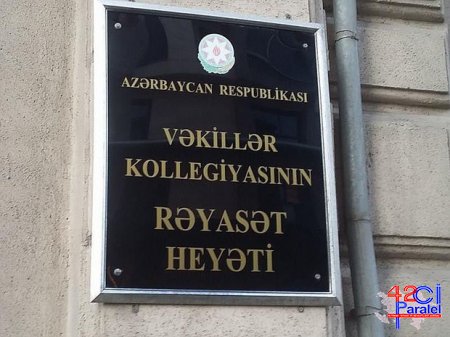 AZƏRBAYCAN RESPUBLİKASI
VƏKİLLƏR
KOLLEGİYASININ
RƏYASƏT
HEYƏTİ
42Cİ
Paralel